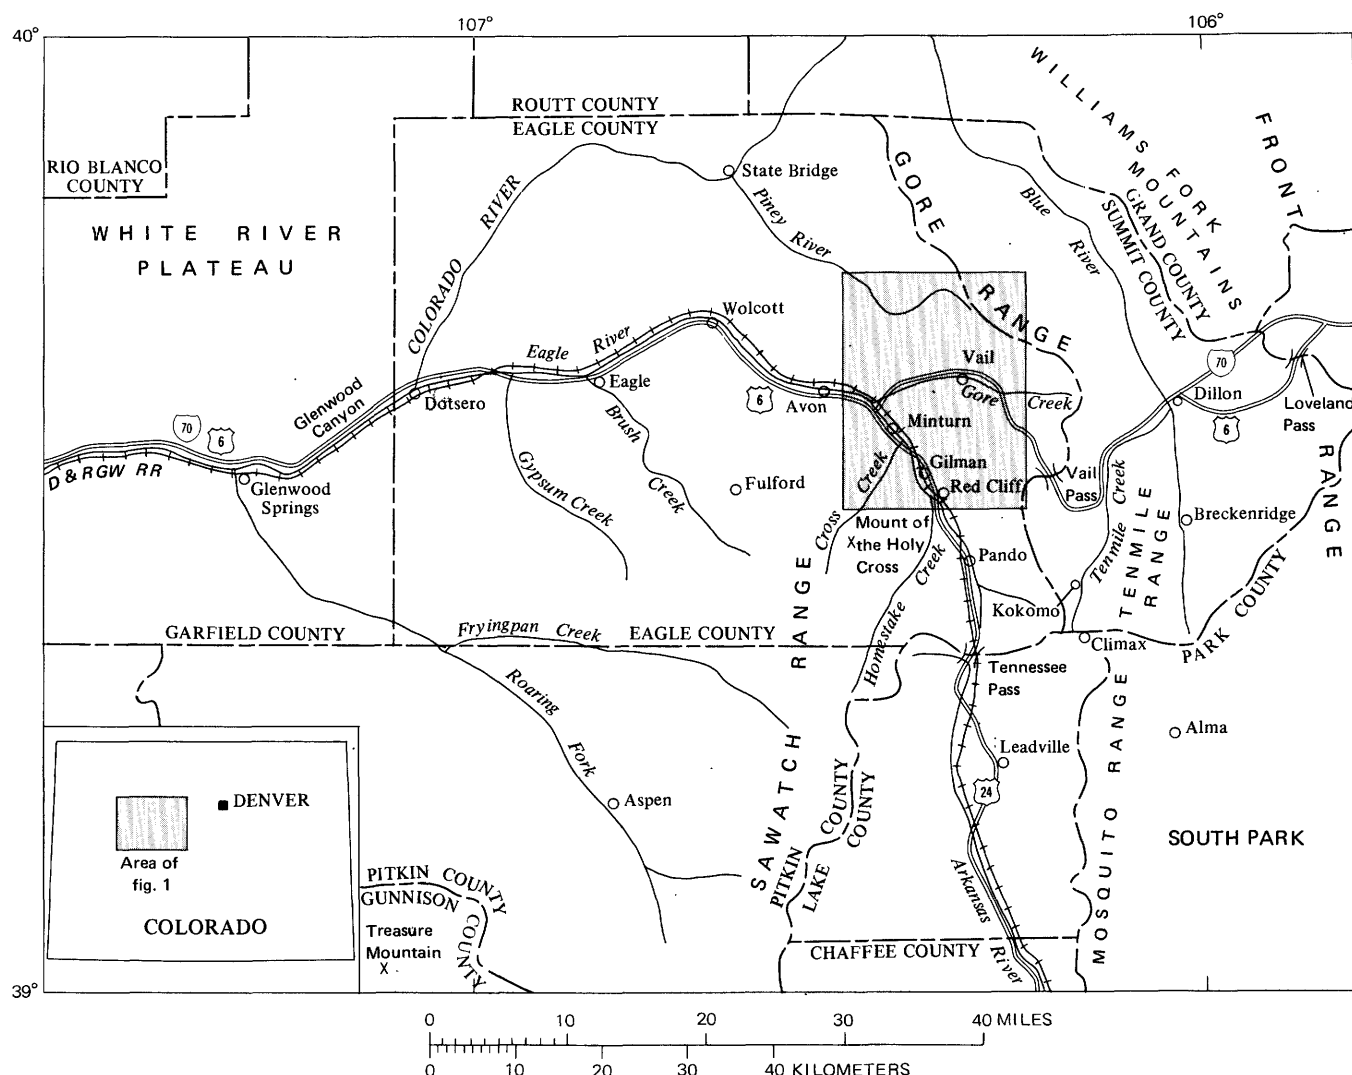 107°
106°
40°
ROUTT COUNTY
EAGLE COUNTY
RIO BLANCO
COUNTY
WHITE RIVER
PLATEAU
COLORADO RIVER
State Bridge
Piney River
GORE RANGE
Blue River
WILLIAMS FORK
MOUNTAINS
GRAND COUNTY
SUMMIT COUNTY
FRONT RANGE
Wolcott
Eagle River
Eagle
Dotsero
Glenwood
Canyon
70
6
D & RGW RR
Glenwood
Springs
Gypsum Creek
Brush Creek
Fulford
6
Avon
Vail
Gore Creek
Minturn
Gilman
Red Cliff
Cross Creek
Mount of
X the Holy
Cross
Homestake Creek
Pando
Vail
Pass
70
Dillon
6
Loveland
Pass
Tenmile Creek
TENMILE
RANGE
Breckenridge
Kokomo
Climax
PARK COUNTY
GARFIELD COUNTY
Fryingpan Creek
EAGLE COUNTY
Roaring Fork
Aspen
SAWATCH RANGE
PITKIN COUNTY
LAKE COUNTY
Tennessee
Pass
Leadville
24
Arkansas River
MOSQUITO RANGE
Alma
SOUTH PARK
CHAFFEE COUNTY
PITKIN COUNTY
GUNNISON COUNTY
Treasure
Mountain
X
DENVER
Area of
fig. 1
COLORADO
39°
0 10 20 30 40 MILES
0 10 20 30 40 KILOMETERS